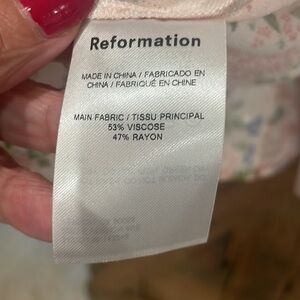 Reformation
MADE IN CHINA / FABRICADO EN
CHINA / FABRIQUÉ EN CHINE
MAIN FABRIC / TISSU PRINCIPAL
53% VISCOSE
47% RAYON